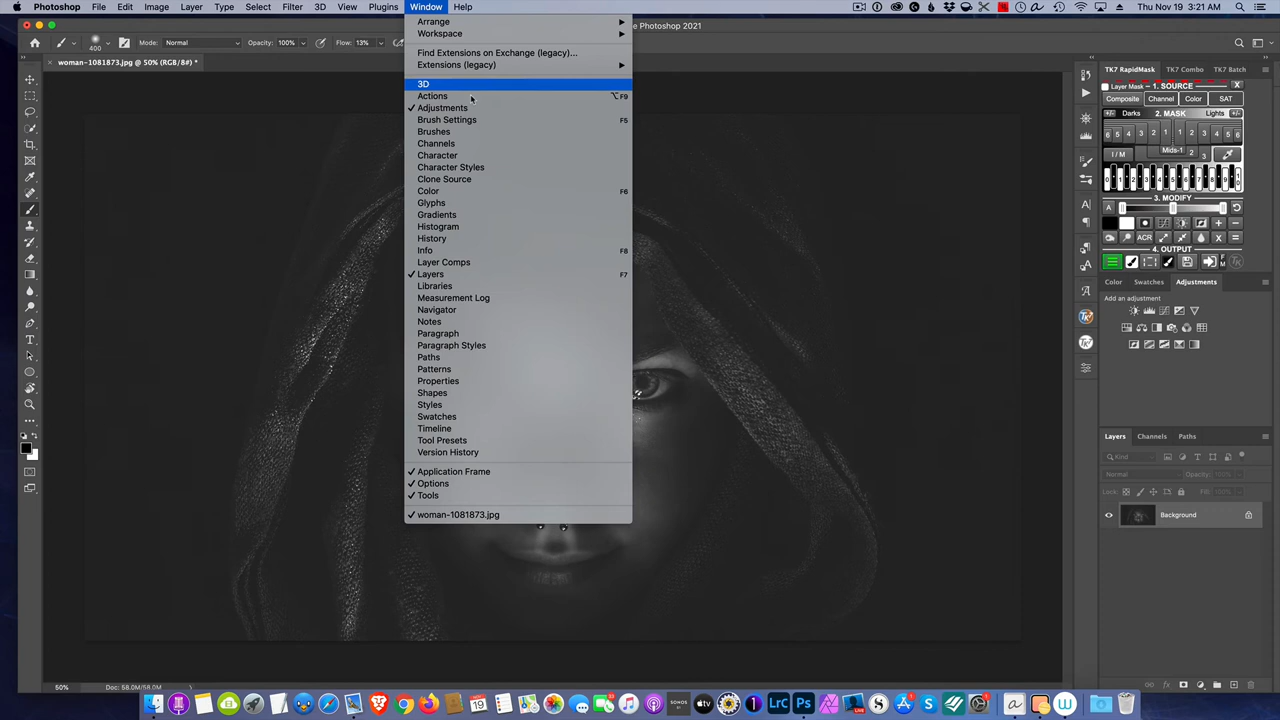 Photoshop File Edit Image Layer Type Select Filter 3D View Plugins Window Help Thu Nov 19 3:21 AM
e Photoshop 2021
400 Mode: Normal Opacity: 100% Flow: 13%
woman-1081873.jpg @ 50% (RGB/8#) *
Arrange
Workspace
Find Extensions on Exchange (legacy)...
Extensions (legacy)
3D
Actions ⌥F9
✓ Adjustments
Brush Settings F5
Brushes
Channels
Character
Character Styles
Clone Source
Color F6
Glyphs
Gradients
Histogram
History
Info F8
Layer Comps
✓ Layers F7
Libraries
Measurement Log
Navigator
Notes
Paragraph
Paragraph Styles
Paths
Patterns
Properties
Shapes
Styles
Swatches
Timeline
Tool Presets
Version History
✓ Application Frame
✓ Options
✓ Tools
✓ woman-1081873.jpg
TK7 RapidMask TK7 Combo TK7 Batch
Layer Mask 1. SOURCE X
Composite Channel Color SAT
+/- Darks 2. MASK Lights +/-
6 5 4 3 2 1 1 2 3 4 5 6
I / M Mids-1 2 3
3. MODIFY
A
ACR X =
4. OUTPUT
M TK
Color Swatches Adjustments
Add an adjustment
Layers Channels Paths
Kind
Normal Opacity: 100%
Lock: Fill: 100%
Background
50% Doc: 58.0M/58.0M
LrC Ps